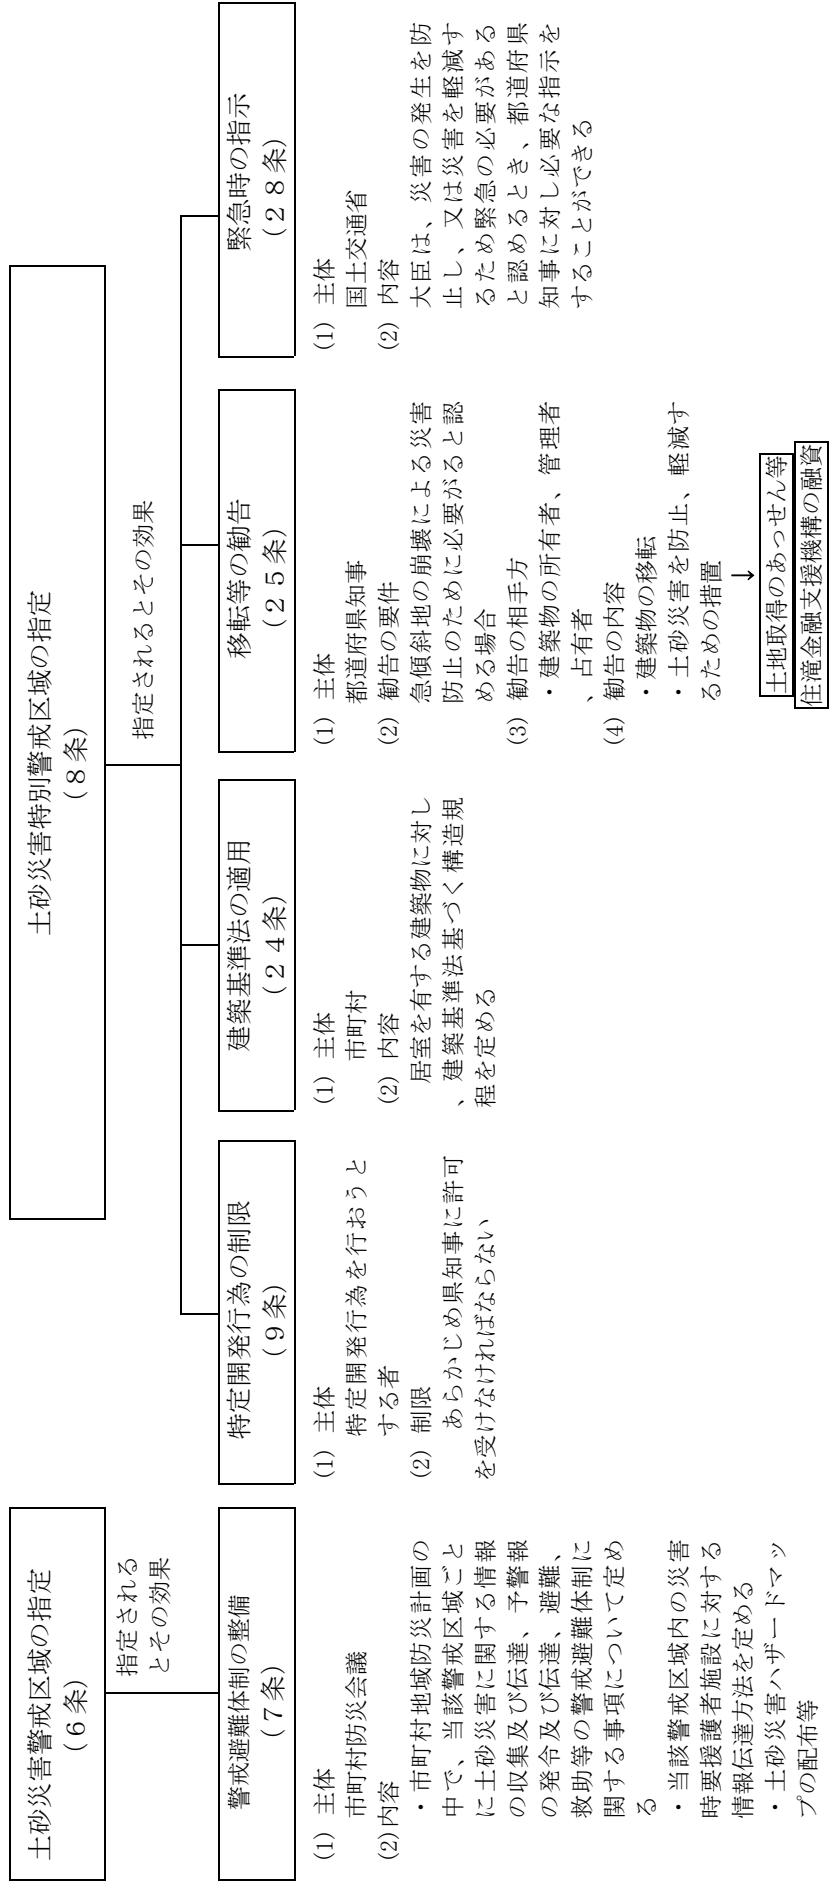 土砂災害警戒区域の指定
（６条）
指定される
とその効果
警戒避難体制の整備
（７条）
(1) 主体
市町村防災会議
(2)内容
・市町村地域防災計画の
中で、当該警戒区域ごと
に土砂災害に関する情報
の収集及び伝達、予警報
の発令及び伝達、避難、
救助等の警戒避難体制に
関する事項について定め
る
・当該警戒区域内の災害
時要援護者施設に対する
情報伝達方法を定める
・土砂災害ハザードマッ
プの配布等
土砂災害特別警戒区域の指定
（８条）
指定されるとその効果
特定開発行為の制限
（９条）
(1) 主体
特定開発行為を行おうと
する者
(2) 制限
あらかじめ県知事に許可
を受けなければならない
建築基準法の適用
（２４条）
(1) 主体
市町村
(2) 内容
居室を有する建築物に対し
、建築基準法基づく構造規
程を定める
移転等の勧告
（２５条）
(1) 主体
都道府県知事
(2) 勧告の要件
急傾斜地の崩壊による災害
防止のために必要がると認
める場合
(3) 勧告の相手方
・建築物の所有者、管理者
、占有者
(4) 勧告の内容
・建築物の移転
・土砂災害を防止、軽減す
るための措置
→
土地取得のあっせん等
住滝金融支援機構の融資
緊急時の指示
（２８条）
(1) 主体
国土交通省
(2) 内容
大臣は、災害の発生を防
止し、又は災害を軽減す
るため緊急の必要がある
と認めるとき、都道府県
知事に対し必要な指示を
することができる